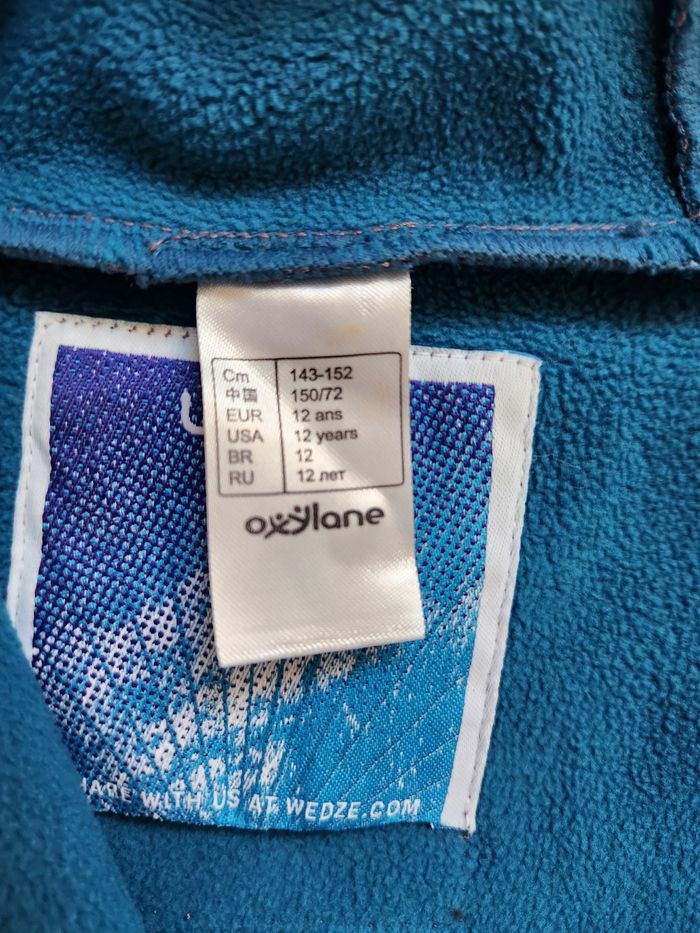 Cm 143-152
中国 150/72
EUR 12 ans
USA 12 years
BR 12
RU 12 лет
oxylane
WITH US AT WEDZE.COM